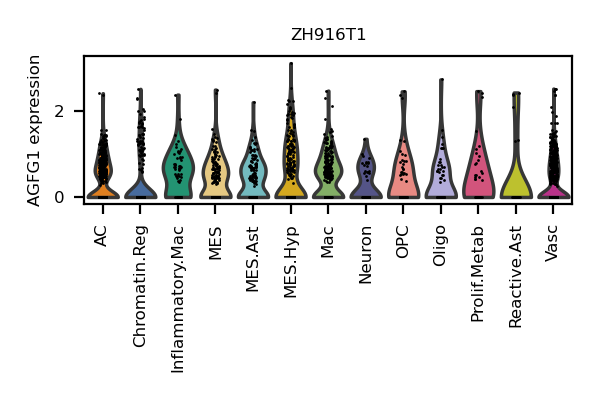 ZH916T1
AGFG1 expression
2
0
AC
Chromatin.Reg
Inflammatory.Mac
MES
MES.Ast
MES.Hyp
Mac
Neuron
OPC
Oligo
Prolif.Metab
Reactive.Ast
Vasc